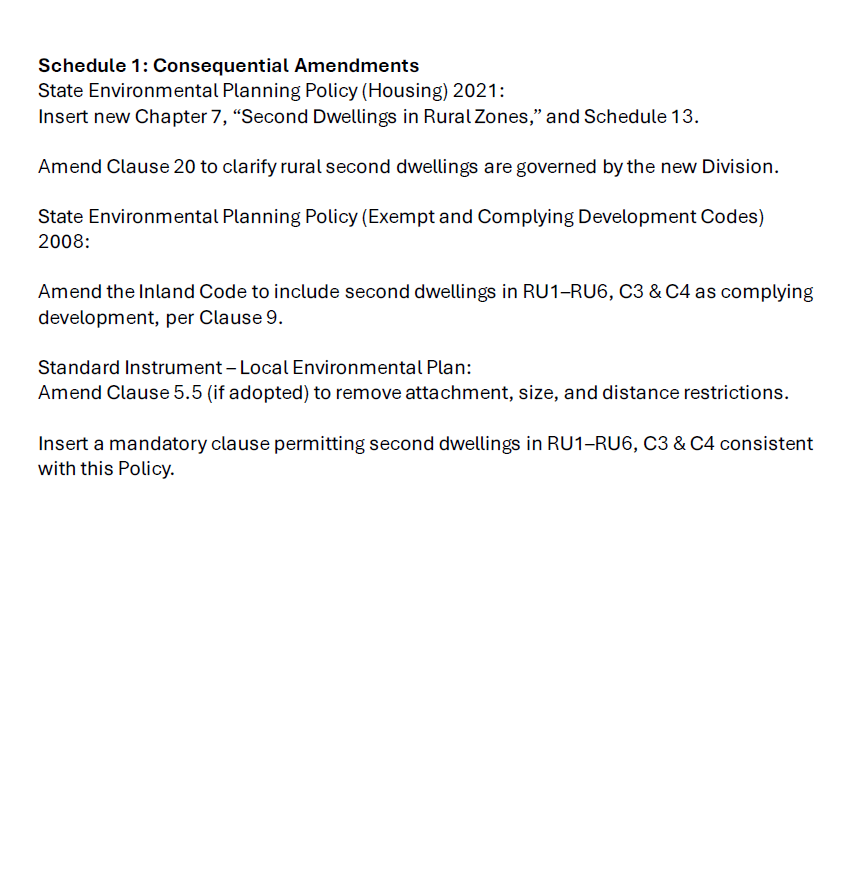 Schedule 1: Consequential Amendments
State Environmental Planning Policy (Housing) 2021:
Insert new Chapter 7, “Second Dwellings in Rural Zones,” and Schedule 13.
Amend Clause 20 to clarify rural second dwellings are governed by the new Division.
State Environmental Planning Policy (Exempt and Complying Development Codes)
2008:
Amend the Inland Code to include second dwellings in RU1–RU6, C3 & C4 as complying
development, per Clause 9.
Standard Instrument – Local Environmental Plan:
Amend Clause 5.5 (if adopted) to remove attachment, size, and distance restrictions.
Insert a mandatory clause permitting second dwellings in RU1–RU6, C3 & C4 consistent
with this Policy.